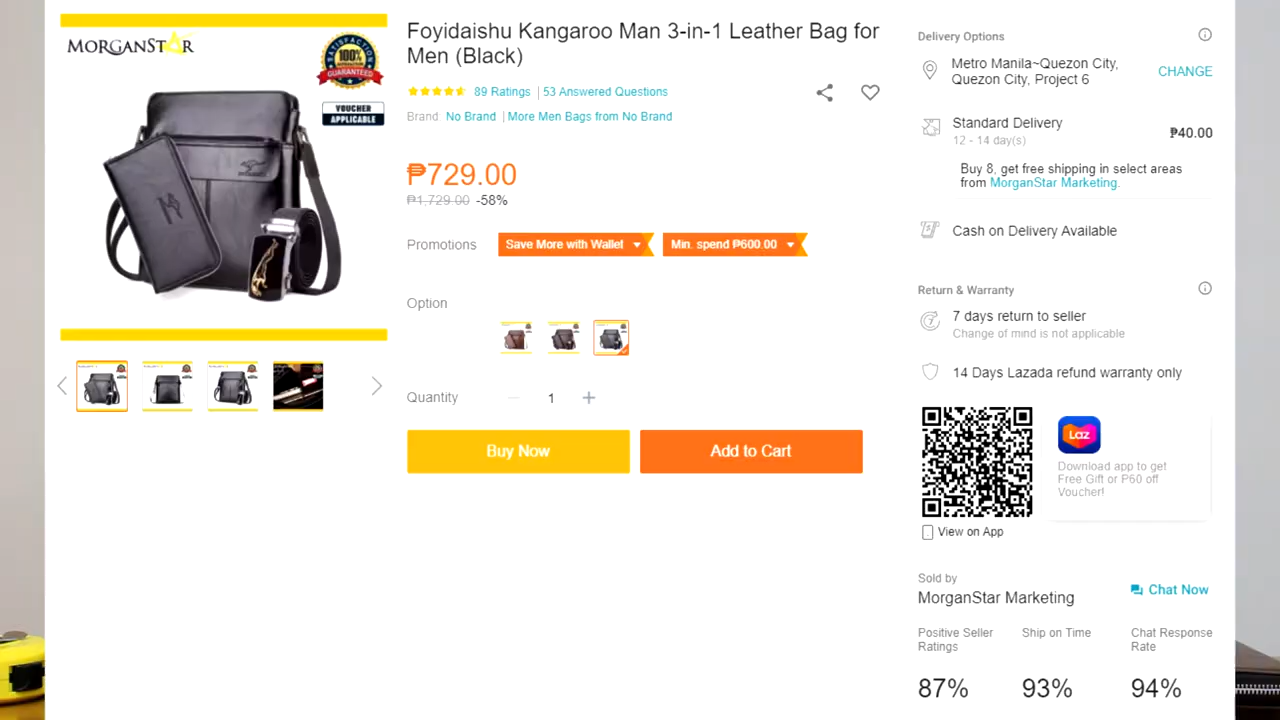 MORGANSTAR
SATISFACTION
100%
GUARANTEED
VOUCHER
APPLICABLE
Foyidaishu Kangaroo Man 3-in-1 Leather Bag for
Men (Black)
89 Ratings | 53 Answered Questions
Brand No Brand | More Men Bags from No Brand
₱729.00
₱1,729.00 -58%
Promotions Save More with Wallet Min. spend ₱600.00
Option
Quantity 1
Buy Now Add to Cart
Delivery Options
Metro Manila~Quezon City,
Quezon City, Project 6
CHANGE
Standard Delivery
12 - 14 day(s)
₱40.00
Buy 8, get free shipping in select areas
from MorganStar Marketing.
Cash on Delivery Available
Return & Warranty
7 days return to seller
Change of mind is not applicable
14 Days Lazada refund warranty only
Laz
Download app to get
Free Gift or P60 off
Voucher!
View on App
Sold by
MorganStar Marketing
Chat Now
Positive Seller
Ratings
87%
Ship on Time
93%
Chat Response
Rate
94%